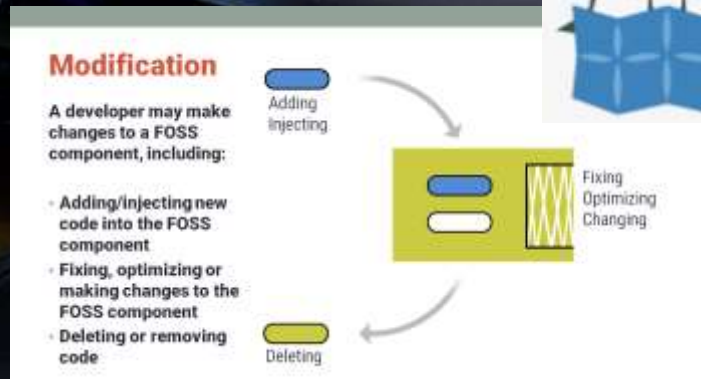 Modification
A developer may make
changes to a FOSS
component, including:
Adding/injecting new
code into the FOSS
component
Fixing, optimizing or
making changes to the
FOSS component
Deleting or removing
code
Adding
Injecting
Fixing
Optimizing
Changing
Deleting